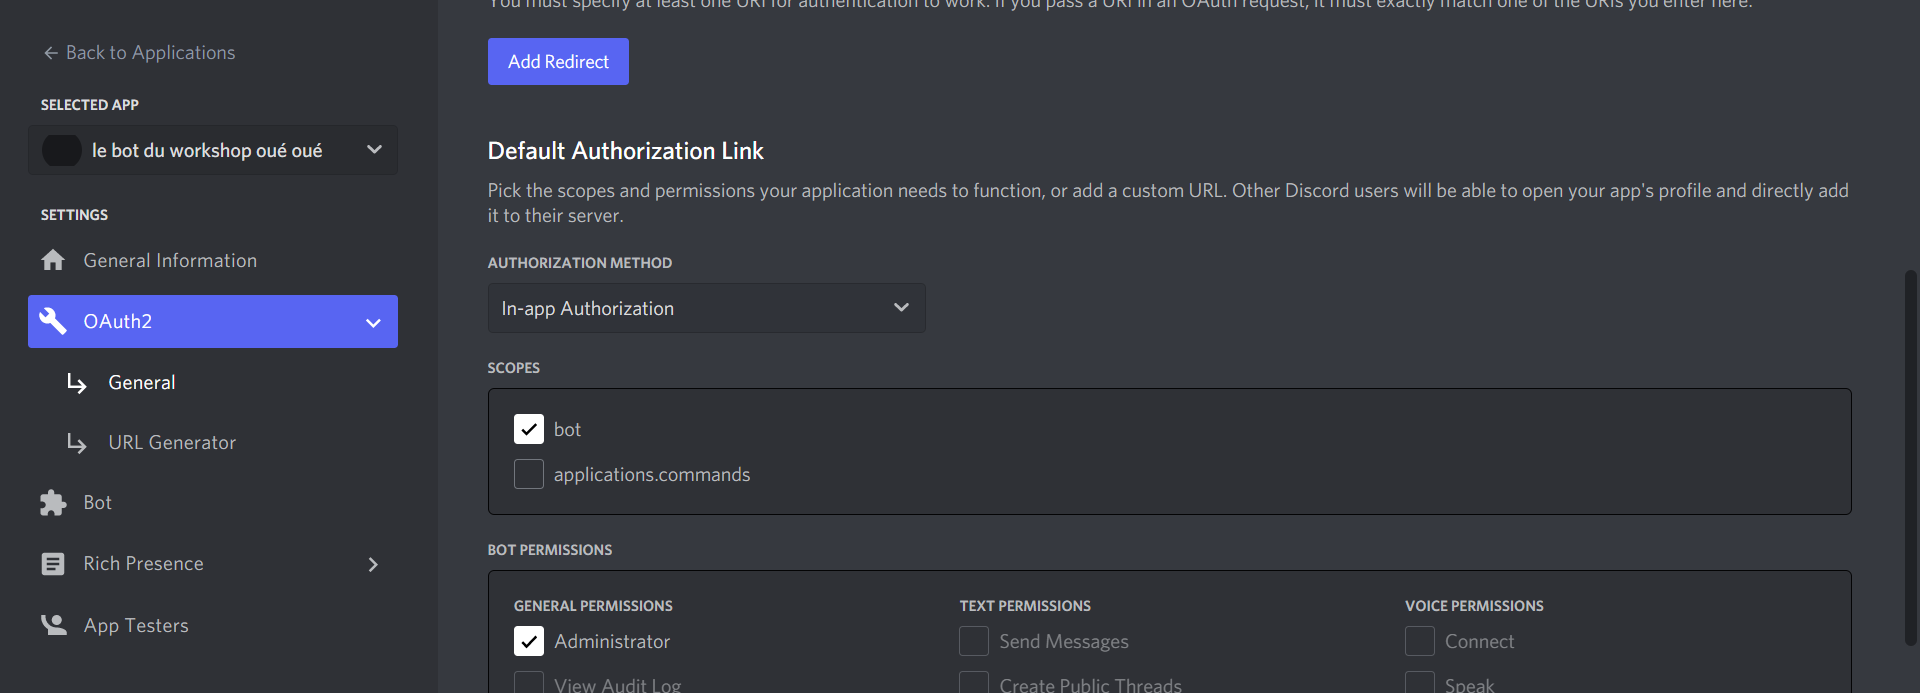 ← Back to Applications
SELECTED APP
le bot du workshop oué oué
SETTINGS
General Information
OAuth2
General
URL Generator
Bot
Rich Presence
App Testers
You must specify at least one URI for authentication to work. If you pass a URI in an OAuth request, it must exactly match one of the URIs you enter here.
Add Redirect
Default Authorization Link
Pick the scopes and permissions your application needs to function, or add a custom URL. Other Discord users will be able to open your app's profile and directly add
it to their server.
AUTHORIZATION METHOD
In-app Authorization
SCOPES
bot
applications.commands
BOT PERMISSIONS
GENERAL PERMISSIONS
Administrator
View Audit Log
TEXT PERMISSIONS
Send Messages
Create Public Threads
VOICE PERMISSIONS
Connect
Speak